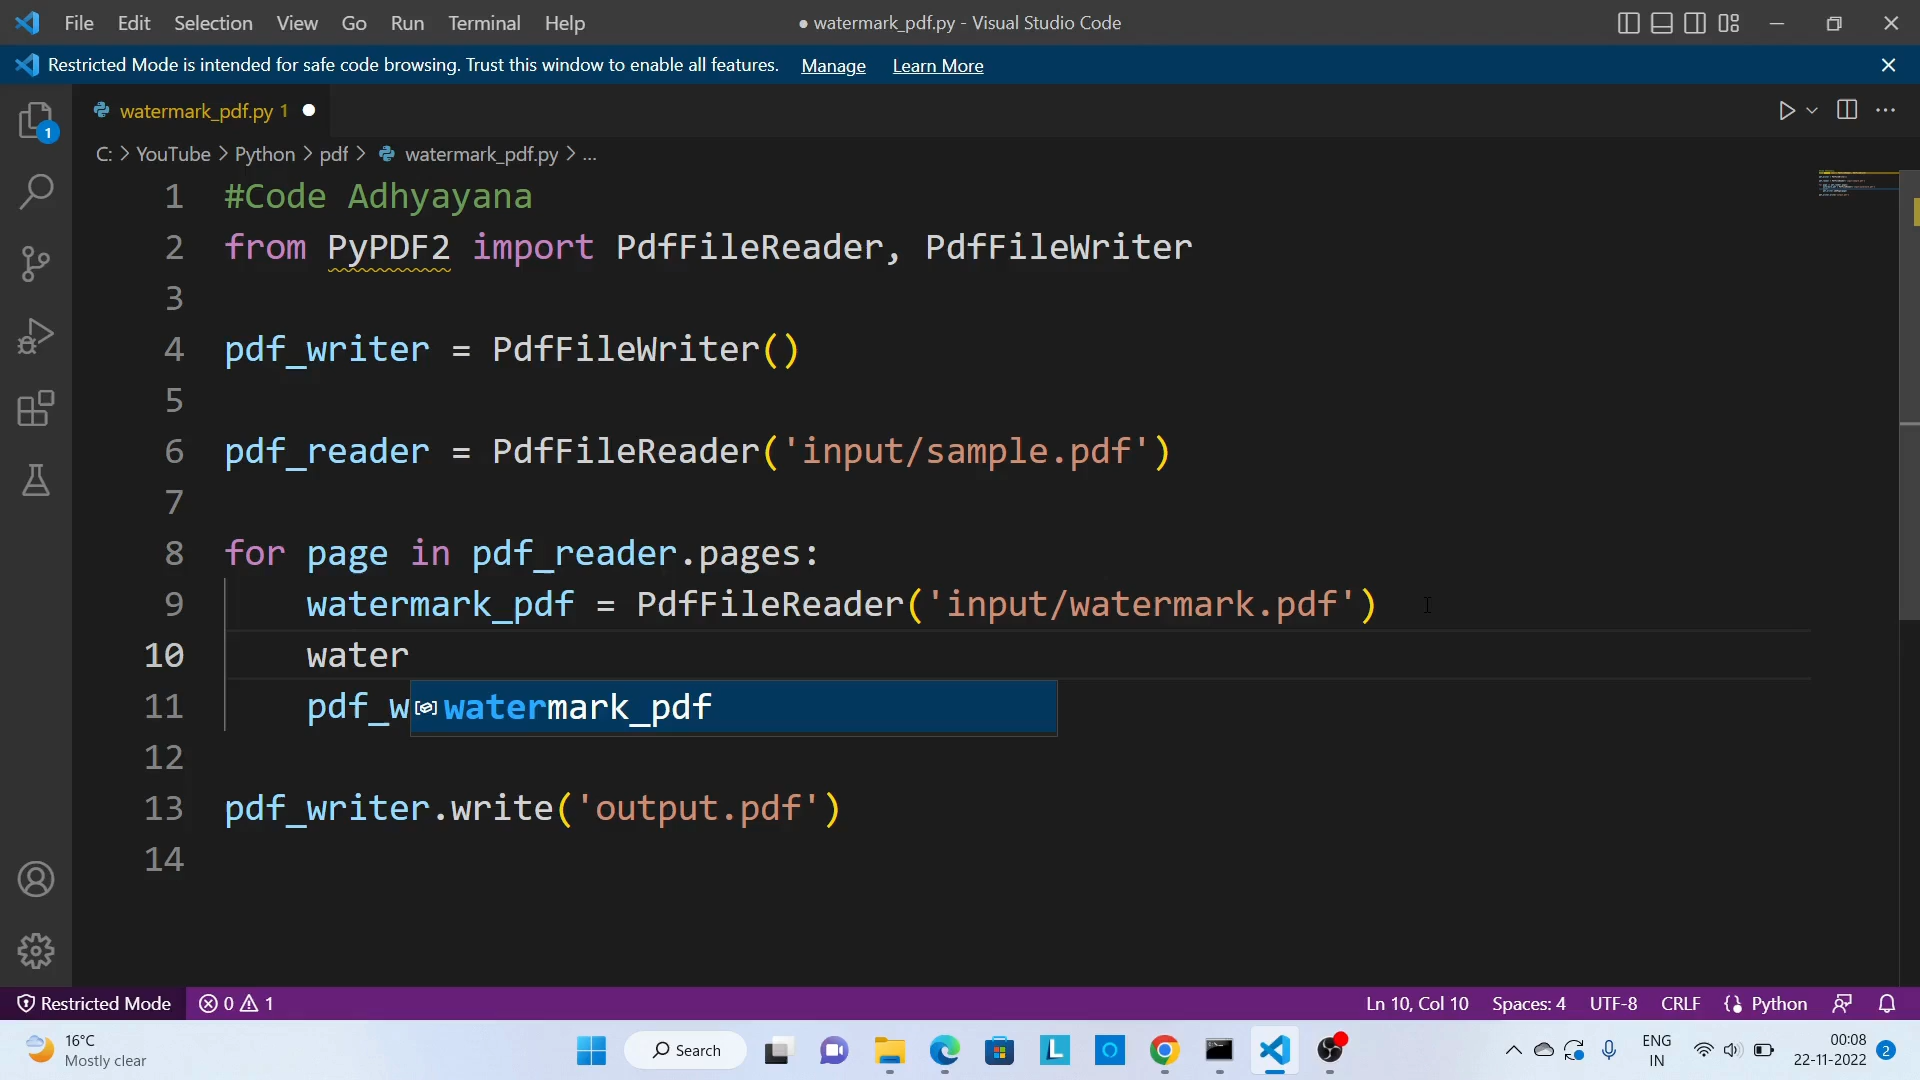 File Edit Selection View Go Run Terminal Help
● watermark_pdf.py - Visual Studio Code
Restricted Mode is intended for safe code browsing. Trust this window to enable all features. Manage Learn More
1
watermark_pdf.py 1 ●
C: > YouTube > Python > pdf > watermark_pdf.py > ...
1 #Code Adhyayana
2 from PyPDF2 import PdfFileReader, PdfFileWriter
3
4 pdf_writer = PdfFileWriter()
5
6 pdf_reader = PdfFileReader('input/sample.pdf')
7
8 for page in pdf_reader.pages:
9 watermark_pdf = PdfFileReader('input/watermark.pdf')
10 water
11 pdf_w
watermark_pdf
12
13 pdf_writer.write('output.pdf')
14
Restricted Mode 0 1
Ln 10, Col 10 Spaces: 4 UTF-8 CRLF {} Python
16°C
Mostly clear
Search
L
ENG
IN
00:08
22-11-2022
2